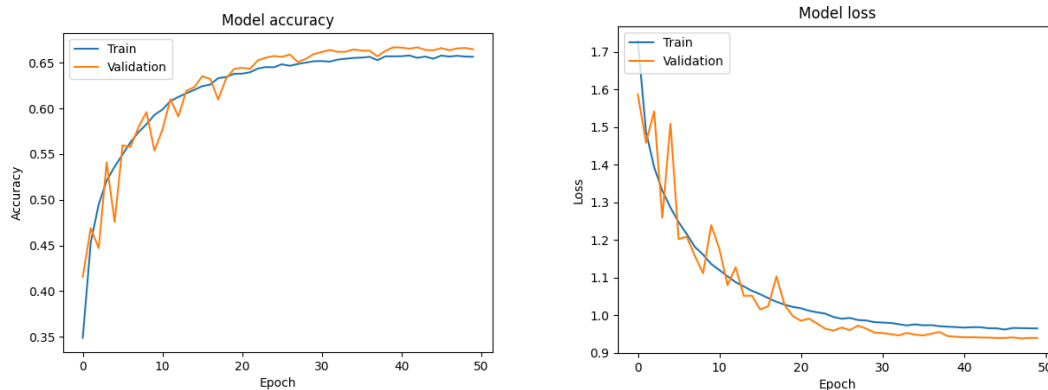 Model accuracy
Train
Validation
0.65
0.60
0.55
0.50
0.45
0.40
0.35
Accuracy
0
10
20
30
40
50
Epoch
Model loss
Train
Validation
1.7
1.6
1.5
1.4
1.3
1.2
1.1
1.0
0.9
Loss
0
10
20
30
40
50
Epoch